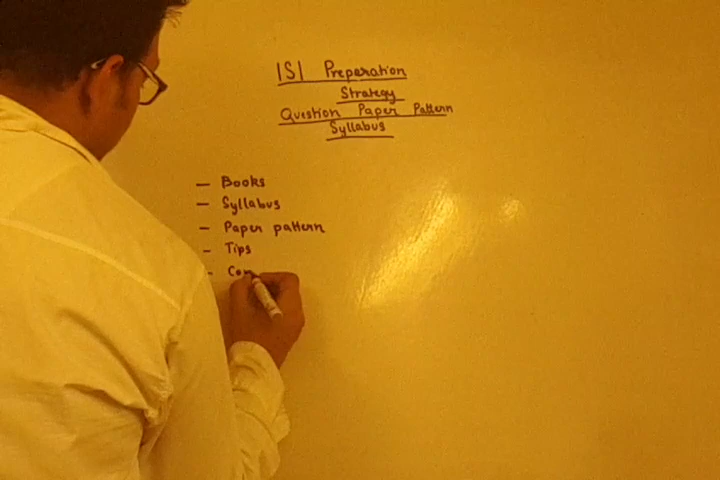 ISI Preparation
Strategy
Question Paper Pattern
Syllabus
– Books
– Syllabus
– Paper pattern
– Tips
–